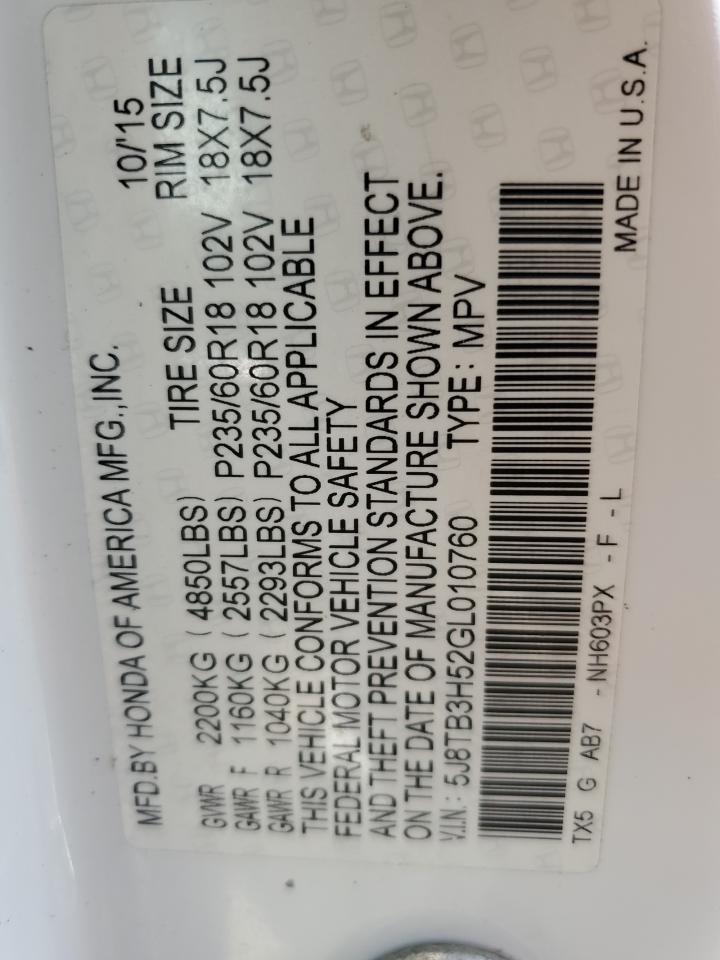 MFD.BY HONDA OF AMERICA MFG.,INC. 10/'15
TIRE SIZE RIM SIZE
GVWR 2200KG ( 4850LBS)
GAWR F 1160KG ( 2557LBS) P235/60R18 102V 18X7.5J
GAWR R 1040KG ( 2293LBS) P235/60R18 102V 18X7.5J
THIS VEHICLE CONFORMS TO ALL APPLICABLE
FEDERAL MOTOR VEHICLE SAFETY
AND THEFT PREVENTION STANDARDS IN EFFECT
ON THE DATE OF MANUFACTURE SHOWN ABOVE.
V.I.N.: 5J8TB3H52GL010760 TYPE: MPV
TX5 G AB7 - NH603PX - F - L
MADE IN U.S.A.